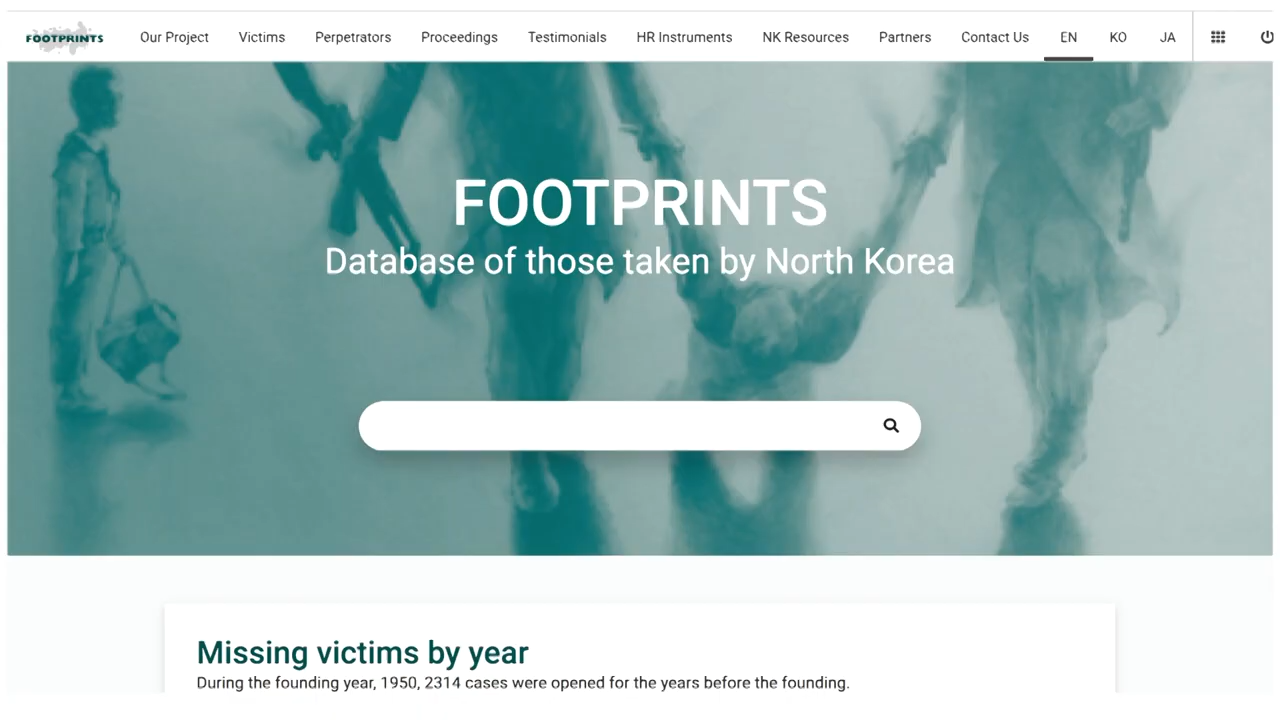 FOOTPRINTS Our Project Victims Perpetrators Proceedings Testimonials HR Instruments NK Resources Partners Contact Us EN KO JA
FOOTPRINTS
Database of those taken by North Korea
Missing victims by year
During the founding year, 1950, 2314 cases were opened for the years before the founding.